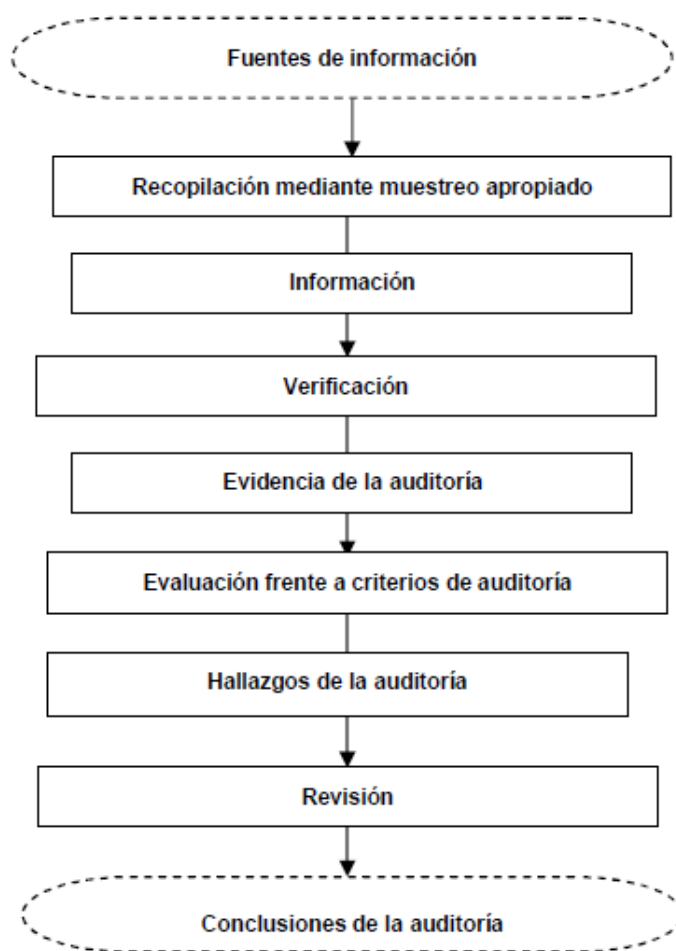 Fuentes de información
Recopilación mediante muestreo apropiado
Información
Verificación
Evidencia de la auditoría
Evaluación frente a criterios de auditoría
Hallazgos de la auditoría
Revisión
Conclusiones de la auditoría